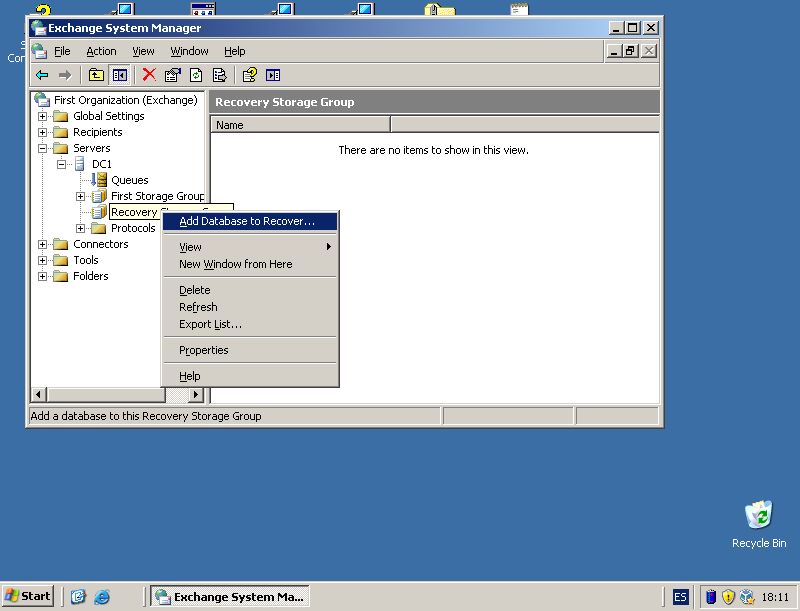 Exchange System Manager
File Action View Window Help
First Organization (Exchange)
Global Settings
Recipients
Servers
DC1
Queues
First Storage Group
Recovery
Protocols
Connectors
Tools
Folders
Recovery Storage Group
Name
There are no items to show in this view.
Add Database to Recover...
View
New Window from Here
Delete
Refresh
Export List...
Properties
Help
Add a database to this Recovery Storage Group
Recycle Bin
Start
Exchange System Ma...
ES
18:11